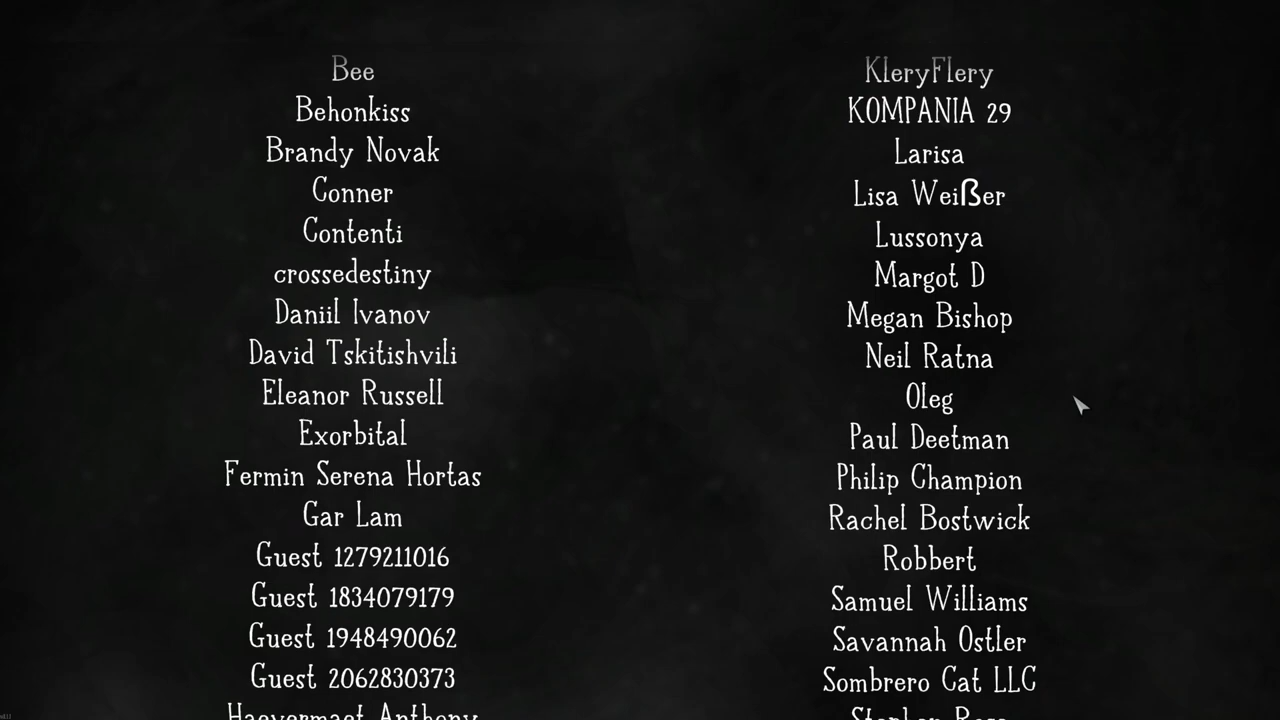 Bee
Behonkiss
Brandy Novak
Conner
Contenti
crossedestiny
Daniil Ivanov
David Tskitishvili
Eleanor Russell
Exorbital
Fermin Serena Hortas
Gar Lam
Guest 1279211016
Guest 1834079179
Guest 1948490062
Guest 2062830373
Haevermaet Anthony
KleryFlery
KOMPANIA 29
Larisa
Lisa Weißer
Lussonya
Margot D
Megan Bishop
Neil Ratna
Oleg
Paul Deetman
Philip Champion
Rachel Bostwick
Robbert
Samuel Williams
Savannah Ostler
Sombrero Cat LLC